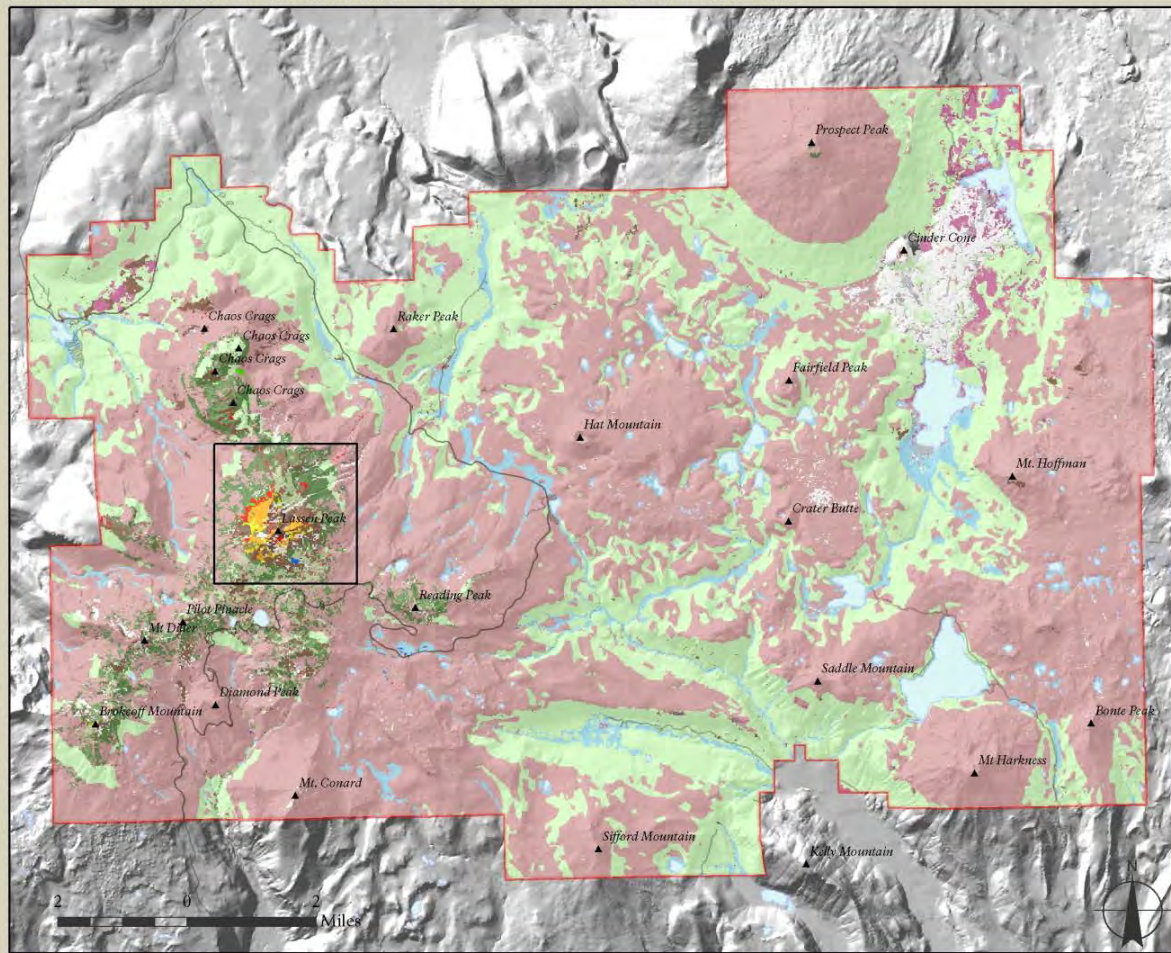 Prospect Peak
Cinder Cone
Chaos Crags
Raker Peak
Chaos Crags
Chaos Crags
Fairfield Peak
Chaos Crags
Hat Mountain
Mt. Hoffman
Crater Butte
Lassen Peak
Reading Peak
Pilot Pinacle
Mt Diller
Saddle Mountain
Diamond Peak
Brokeoff Mountain
Bonte Peak
Mt Harkness
Mt. Conard
Sifford Mountain
Kelly Mountain
N
2 0 2
Miles